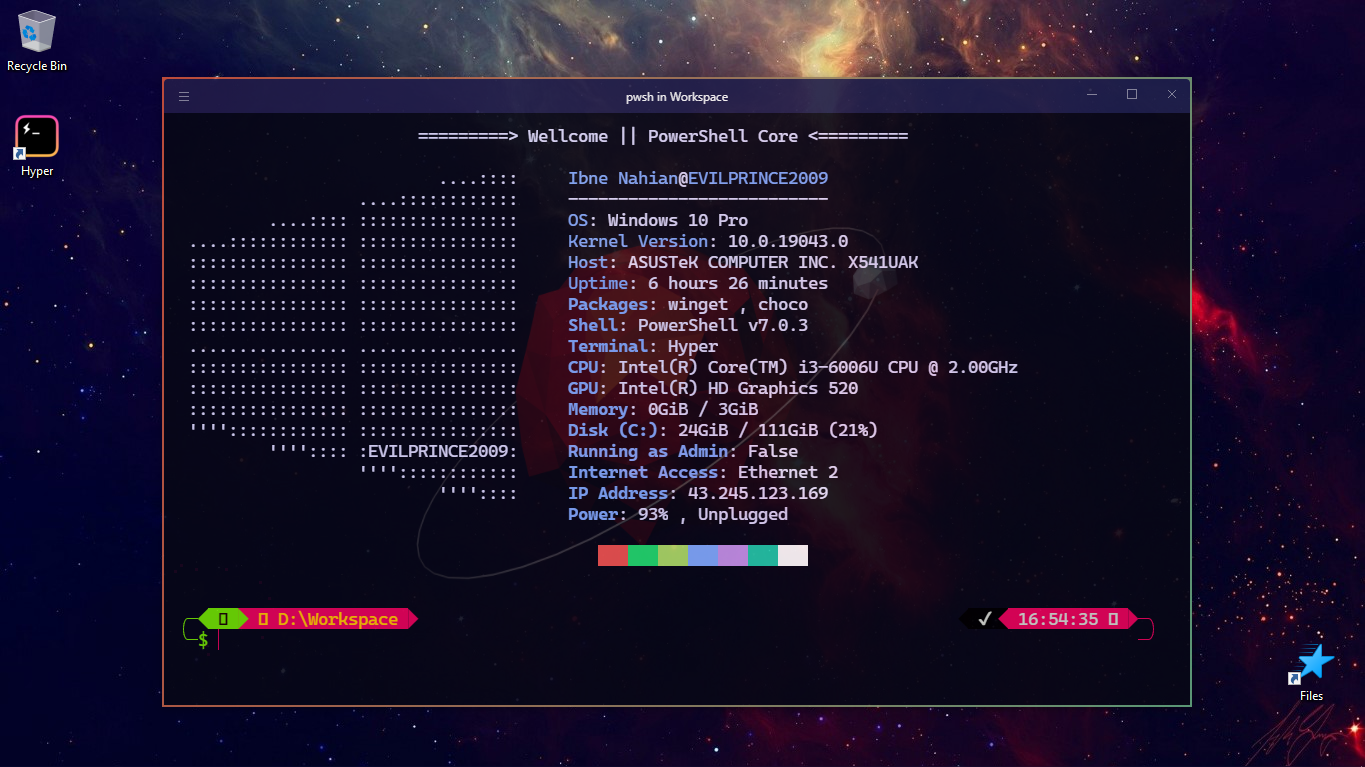 Recycle Bin
Hyper
pwsh in Workspace
=========> Wellcome || PowerShell Core <=========
....::::
....::::::::::::
....:::: ::::::::::::::::
....:::::::::::: ::::::::::::::::
:::::::::::::::: ::::::::::::::::
:::::::::::::::: ::::::::::::::::
:::::::::::::::: ::::::::::::::::
:::::::::::::::: ::::::::::::::::
................ ................
:::::::::::::::: ::::::::::::::::
:::::::::::::::: ::::::::::::::::
:::::::::::::::: ::::::::::::::::
'''':::::::::::: ::::::::::::::::
'''':::: :EVILPRINCE2009:
''''::::::::::::
''''::::
Ibne Nahian@EVILPRINCE2009
--------------------------
OS: Windows 10 Pro
Kernel Version: 10.0.19043.0
Host: ASUSTeK COMPUTER INC. X541UAK
Uptime: 6 hours 26 minutes
Packages: winget , choco
Shell: PowerShell v7.0.3
Terminal: Hyper
CPU: Intel(R) Core(TM) i3-6006U CPU @ 2.00GHz
GPU: Intel(R) HD Graphics 520
Memory: 0GiB / 3GiB
Disk (C:): 24GiB / 111GiB (21%)
Running as Admin: False
Internet Access: Ethernet 2
IP Address: 43.245.123.169
Power: 93% , Unplugged
D:\Workspace
✓ 16:54:35
$
Files